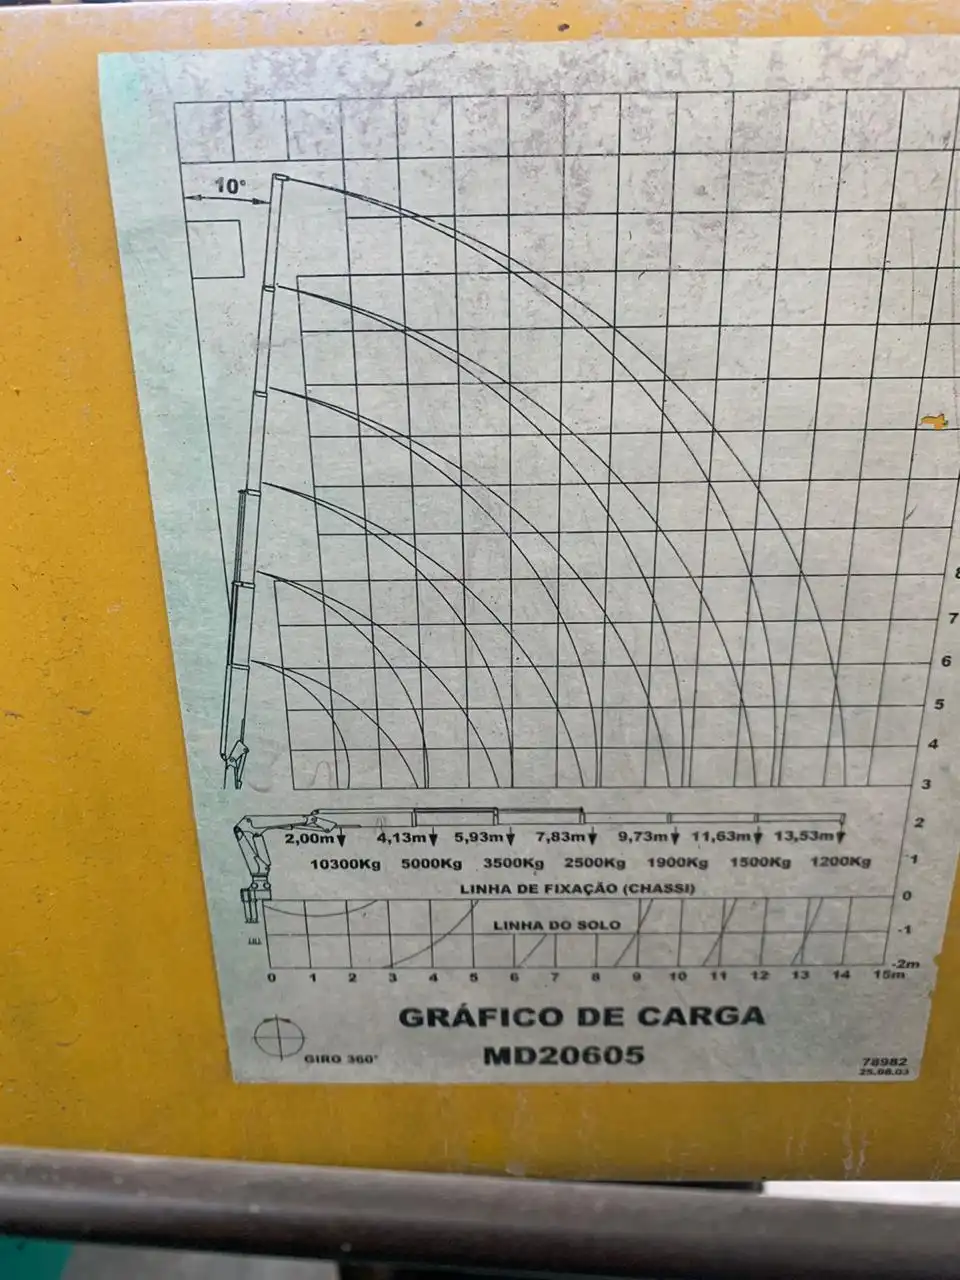 10°
8
7
6
5
4
3
2
1
0
-1
-2m
2,00m 4,13m 5,93m 7,83m 9,73m 11,63m 13,53m
10300Kg 5000Kg 3500Kg 2500Kg 1900Kg 1500Kg 1200Kg
LINHA DE FIXAÇÃO (CHASSI)
LINHA DO SOLO
0 1 2 3 4 5 6 7 8 9 10 11 12 13 14 15m
GRÁFICO DE CARGA
MD20605
GIRO 360°
78982
25.08.03